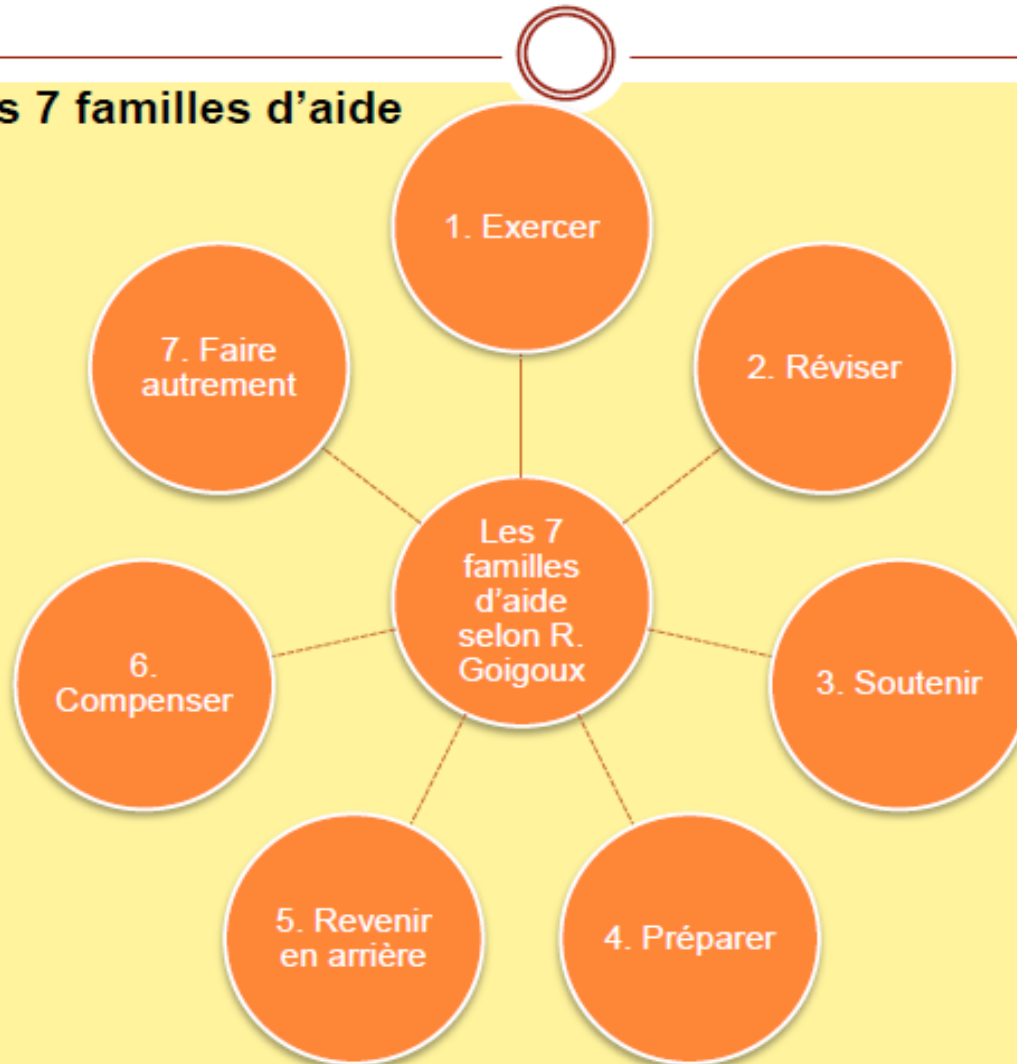 s 7 familles d'aide
1. Exercer
2. Réviser
3. Soutenir
4. Préparer
5. Revenir
en arrière
6.
Compenser
7. Faire
autrement
Les 7
familles
d'aide
selon R.
Goigoux